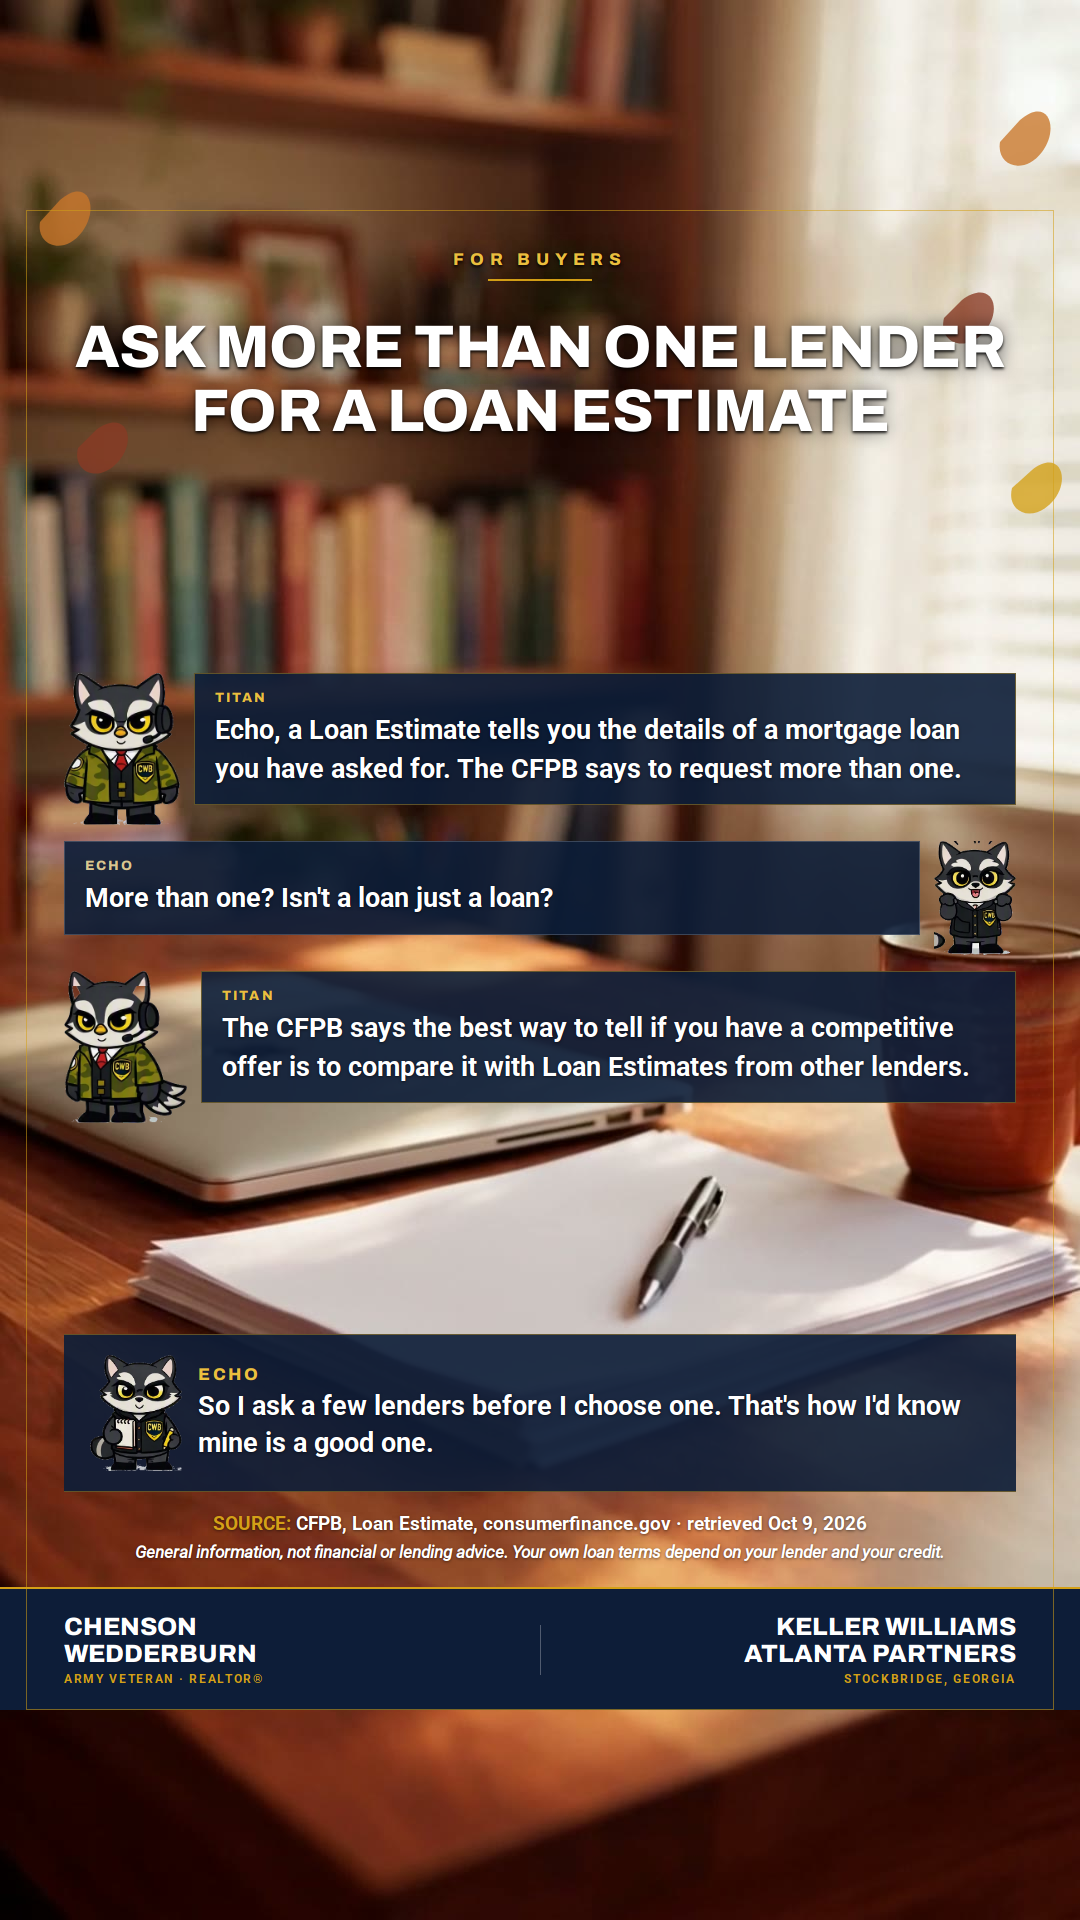 FOR BUYERS
ASK MORE THAN ONE LENDER
FOR A LOAN ESTIMATE
TITAN
Echo, a Loan Estimate tells you the details of a mortgage loan
you have asked for. The CFPB says to request more than one.
CWB
ECHO
More than one? Isn't a loan just a loan?
CWB
TITAN
The CFPB says the best way to tell if you have a competitive
offer is to compare it with Loan Estimates from other lenders.
CWB
ECHO
So I ask a few lenders before I choose one. That's how I'd know
mine is a good one.
CWB
SOURCE: CFPB, Loan Estimate, consumerfinance.gov · retrieved Oct 9, 2026
General information, not financial or lending advice. Your own loan terms depend on your lender and your credit.
CHENSON
WEDDERBURN
ARMY VETERAN · REALTOR®
KELLER WILLIAMS
ATLANTA PARTNERS
STOCKBRIDGE, GEORGIA